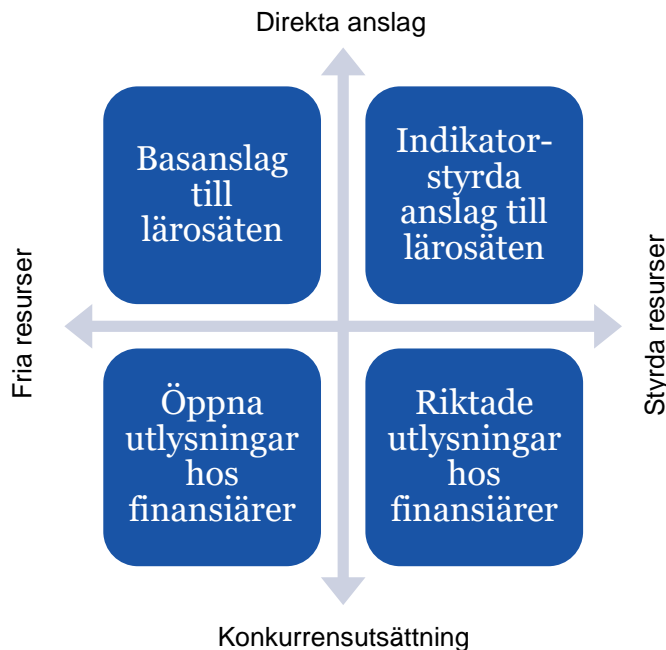 Direkta anslag
Basanslag
till
lärosäten
Indikator-
styrda
anslag till
lärosäten
Fria resurser
Styrda resurser
Öppna
utlysningar
hos
finansiärer
Riktade
utlysningar
hos
finansiärer
Konkurrensutsättning